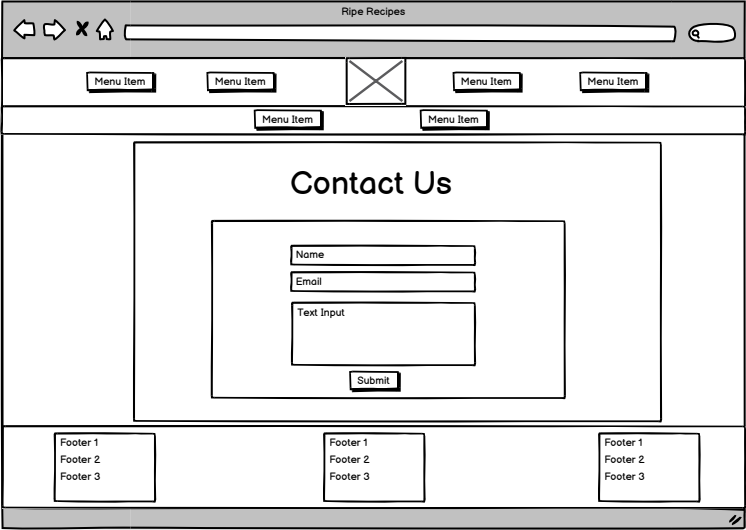 Ripe Recipes
Menu Item Menu Item Menu Item Menu Item
Menu Item Menu Item
Contact Us
Name
Email
Text Input
Submit
Footer 1 Footer 1 Footer 1
Footer 2 Footer 2 Footer 2
Footer 3 Footer 3 Footer 3